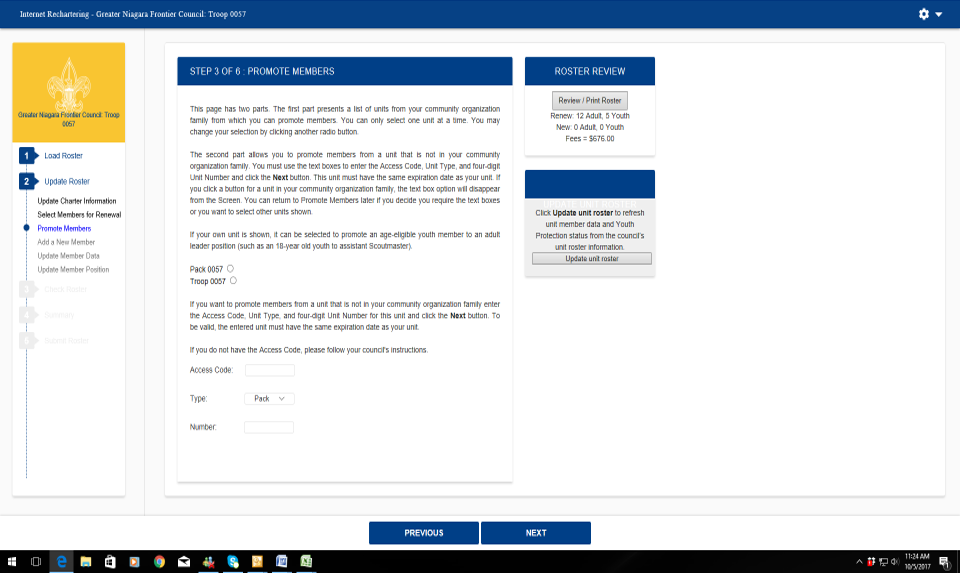 Internet Rechartering - Greater Niagara Frontier Council: Troop 0057
Greater Niagara Frontier Council: Troop
0057
1 Load Roster
2 Update Roster
Update Charter Information
Select Members for Renewal
Promote Members
Add a New Member
Update Member Data
Update Member Position
Check Roster
Summary
Submit Roster
STEP 3 OF 6 : PROMOTE MEMBERS
This page has two parts. The first part presents a list of units from your community organization
family from which you can promote members. You can only select one unit at a time. You may
change your selection by clicking another radio button.
The second part allows you to promote members from a unit that is not in your community
organization family. You must use the text boxes to enter the Access Code, Unit Type, and four-digit
Unit Number and click the Next button. This unit must have the same expiration date as your unit. If
you click a button for a unit in your community organization family, the text box option will disappear
from the Screen. You can return to Promote Members later if you decide you require the text boxes
or you want to select other units shown.
If your own unit is shown, it can be selected to promote an age-eligible youth member to an adult
leader position (such as an 18-year old youth to assistant Scoutmaster).
Pack 0057
Troop 0057
If you want to promote members from a unit that is not in your community organization family enter
the Access Code, Unit Type, and four-digit Unit Number for this unit and click the Next button. To
be valid, the entered unit must have the same expiration date as your unit.
If you do not have the Access Code, please follow your council's instructions.
Access Code:
Type: Pack
Number:
ROSTER REVIEW
Review / Print Roster
Renew: 12 Adult, 5 Youth
New: 0 Adult, 0 Youth
Fees = $676.00
UPDATE UNIT ROSTER
Click Update unit roster to refresh
unit member data and Youth
Protection status from the council's
unit roster information.
Update unit roster
PREVIOUS
NEXT
11:24 AM
10/5/2017